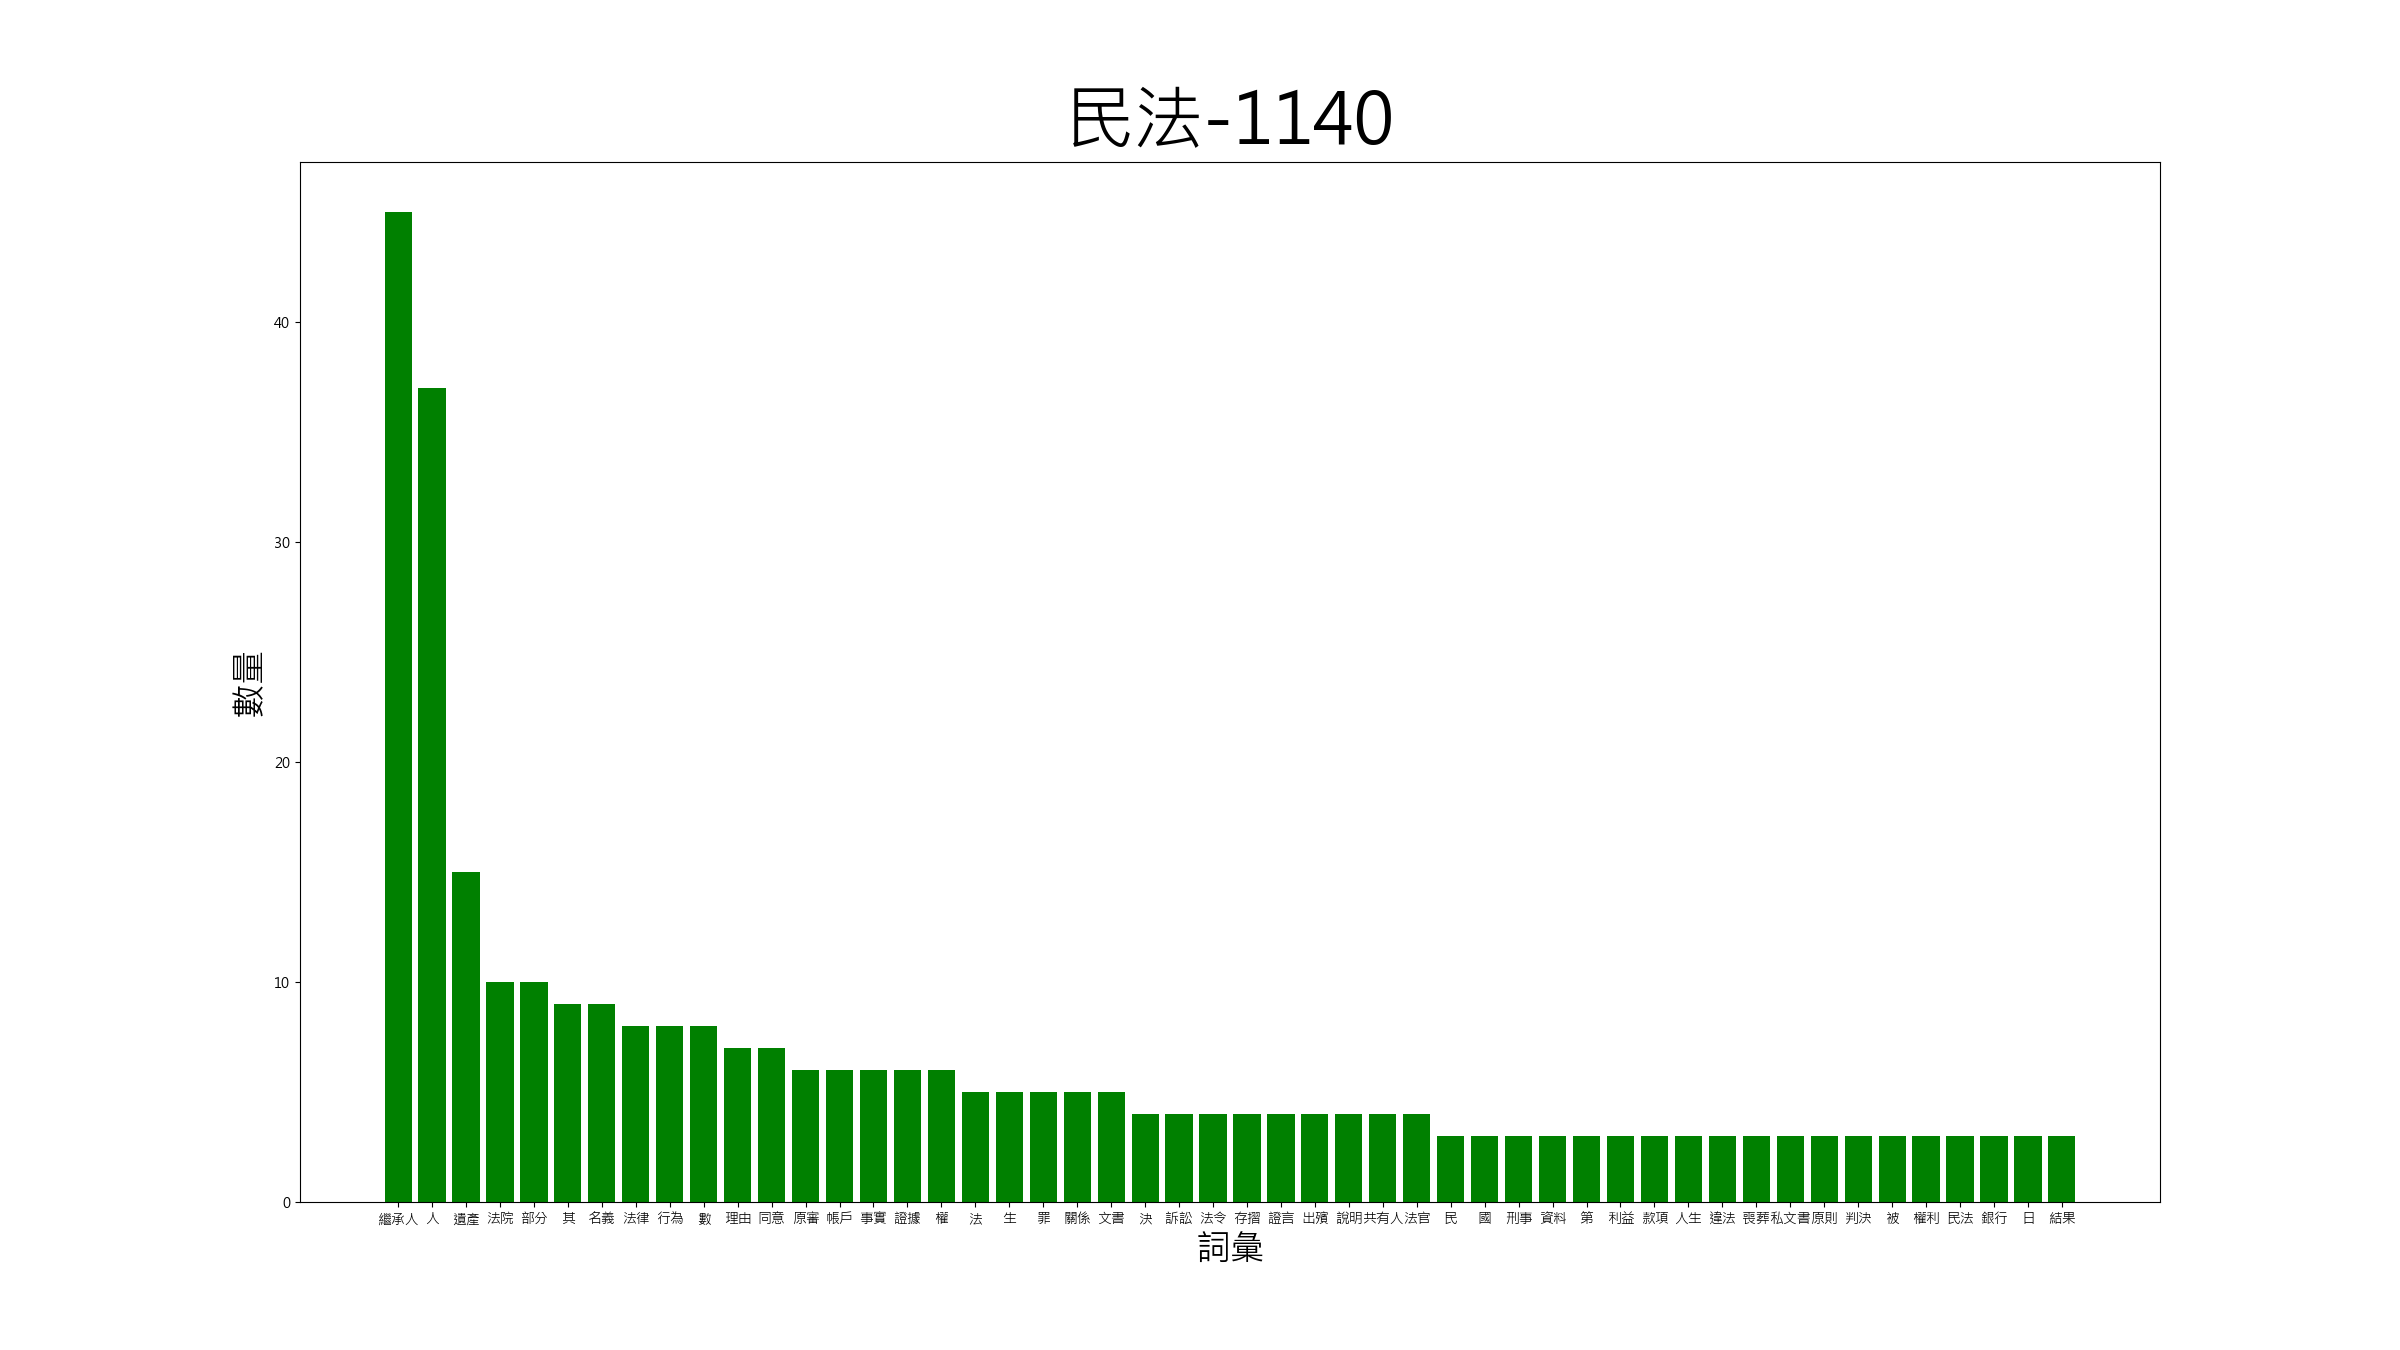 民法-1140
數量
40
30
20
10
0
繼承人 人 遺產 法院 部分 其 名義 法律 行為 數 理由 同意 原審 帳戶 事實 證據 權 法 生 罪 關係 文書 決 訴訟 法令 存摺 證言 出殯 說明 共有人 法官 民 國 刑事 資料 第 利益 款項 人生 違法 喪葬 私文書 原則 判決 被 權利 民法 銀行 日 結果
詞彙